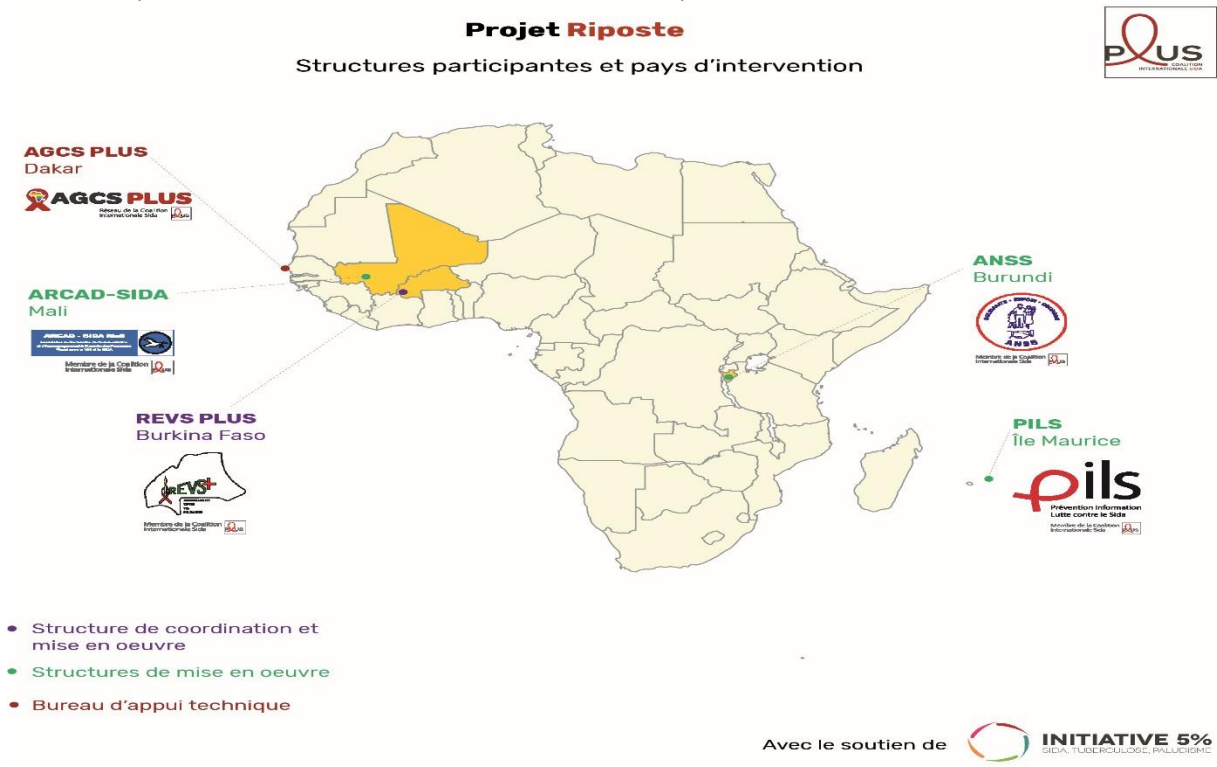 Projet Riposte
Structures participantes et pays d'intervention
PLUS
COALITION
INTERNATIONALE SIDA
AGCS PLUS
Dakar
AGCS PLUS
Réseau de la Coalition
Internationale Sida
PLUS
ARCAD-SIDA
Mali
ARCAD - SIDA Mali
Membre de la Coalition
Internationale Sida
REVS PLUS
Burkina Faso
REVS+
Membre de la Coalition
Internationale Sida
ANSS
Burundi
ANSS
Membre de la Coalition
Internationale Sida
PILS
Île Maurice
pils
Prévention Information
Lutte contre le Sida
Membre de la Coalition
Internationale Sida
Structure de coordination et
mise en oeuvre
Structures de mise en oeuvre
Bureau d'appui technique
Avec le soutien de
INITIATIVE 5%
SIDA, TUBERCULOSE, PALUDISME